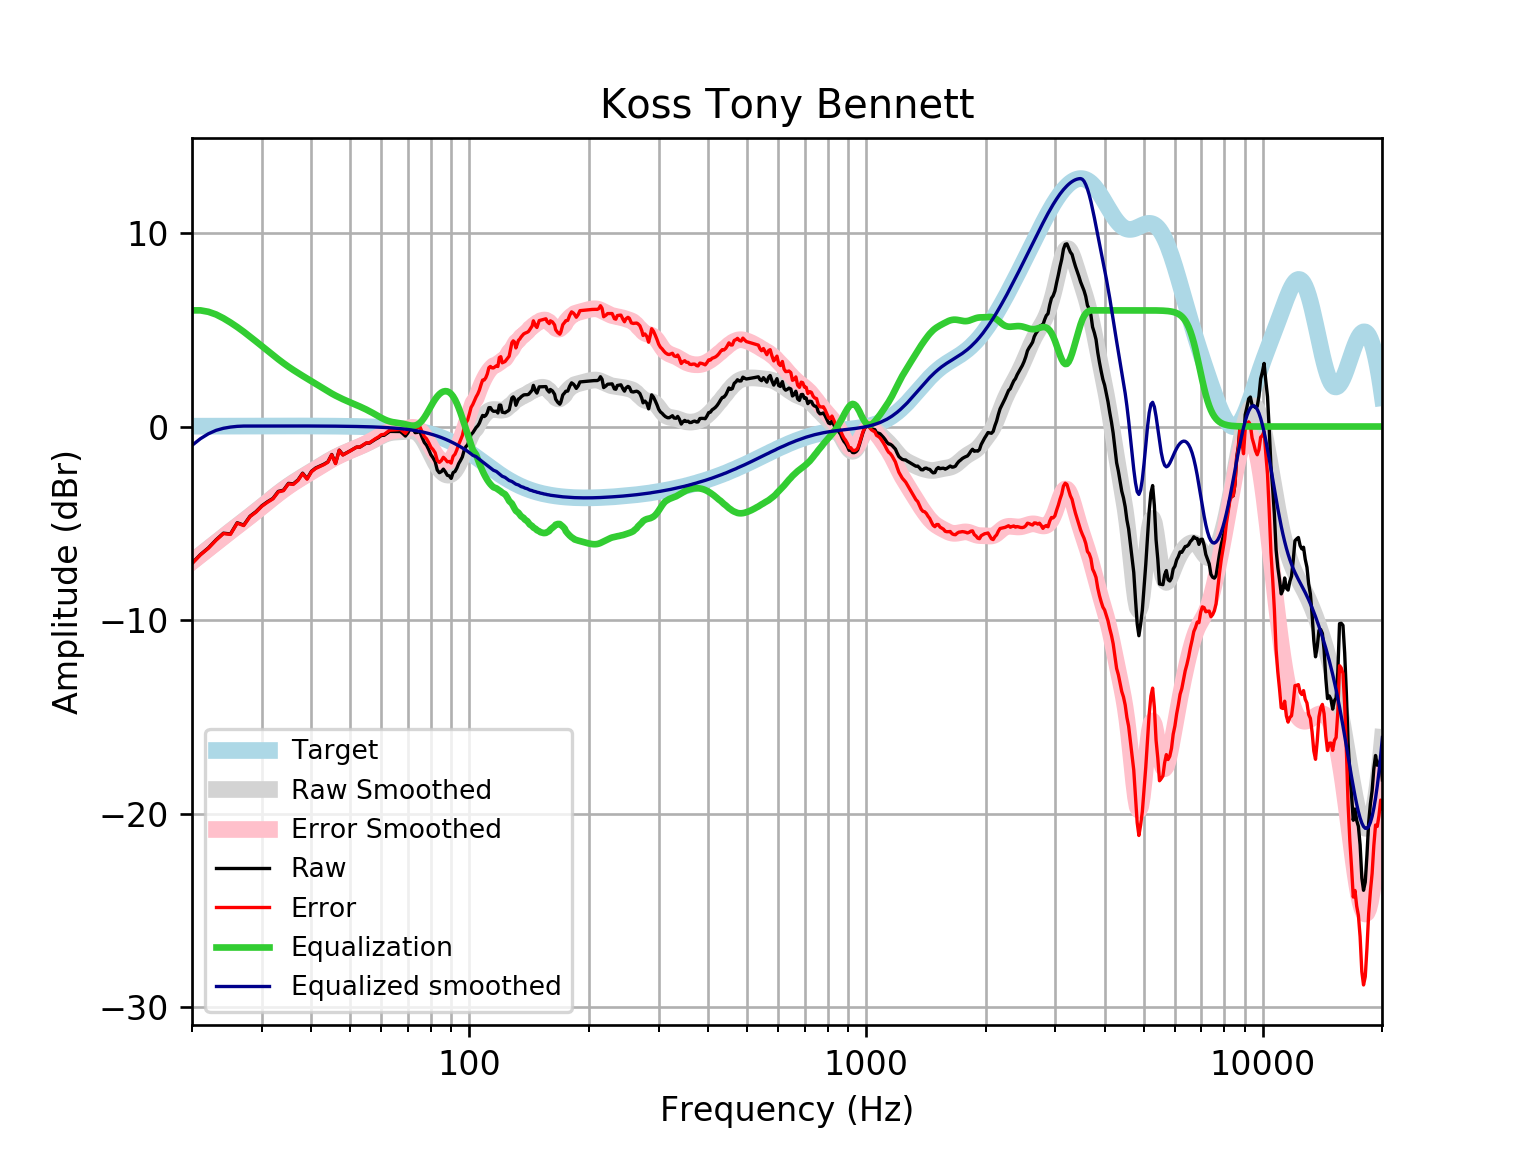 Koss Tony Bennett
10
0
−10
−20
−30
Amplitude (dBr)
Target
Raw Smoothed
Error Smoothed
Raw
Error
Equalization
Equalized smoothed
100 1000 10000
Frequency (Hz)